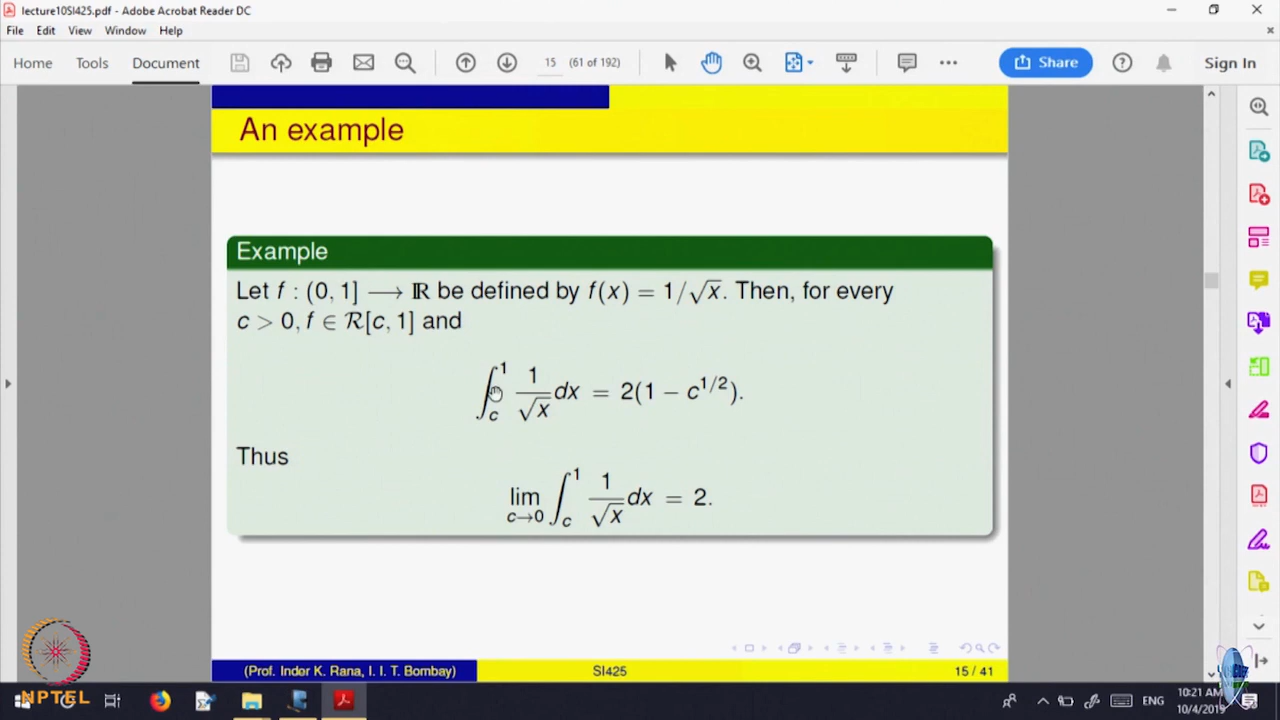 lecture10SI425.pdf - Adobe Acrobat Reader DC
File Edit View Window Help
Home Tools Document 15 (61 of 192) Share Sign In
An example
Example
Let f : (0, 1] ⟶ ℝ be defined by f(x) = 1/√x. Then, for every
c > 0, f ∈ ℛ[c, 1] and
∫_c^1 1/√x dx = 2(1 − c^{1/2}).
Thus
lim_{c→0} ∫_c^1 1/√x dx = 2.
(Prof. Inder K. Rana, I. I. T. Bombay) SI425 15 / 41
NPTEL
ENG
10:21 AM
10/4/2019